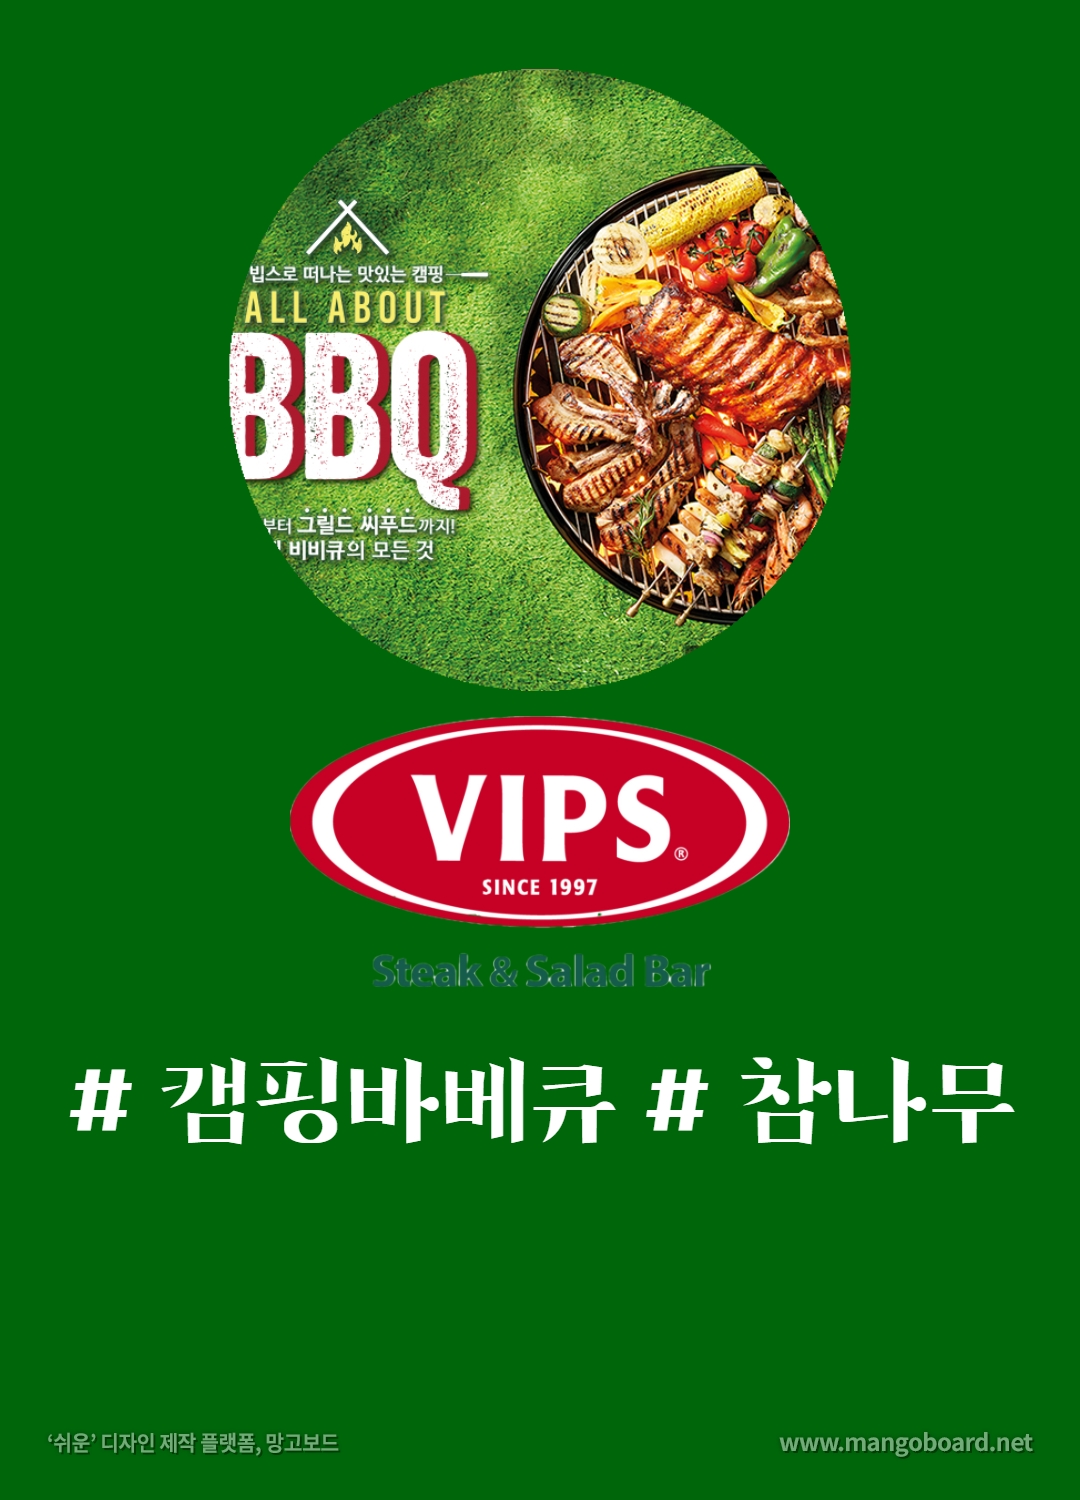 빕스로 떠나는 맛있는 캠핑
ALL ABOUT
BBQ
부터 그릴드 씨푸드까지!
비비큐의 모든 것
VIPS®
SINCE 1997
Steak & Salad Bar
# 캠핑바베큐 # 참나무
‘쉬운’ 디자인 제작 플랫폼, 망고보드
www.mangoboard.net